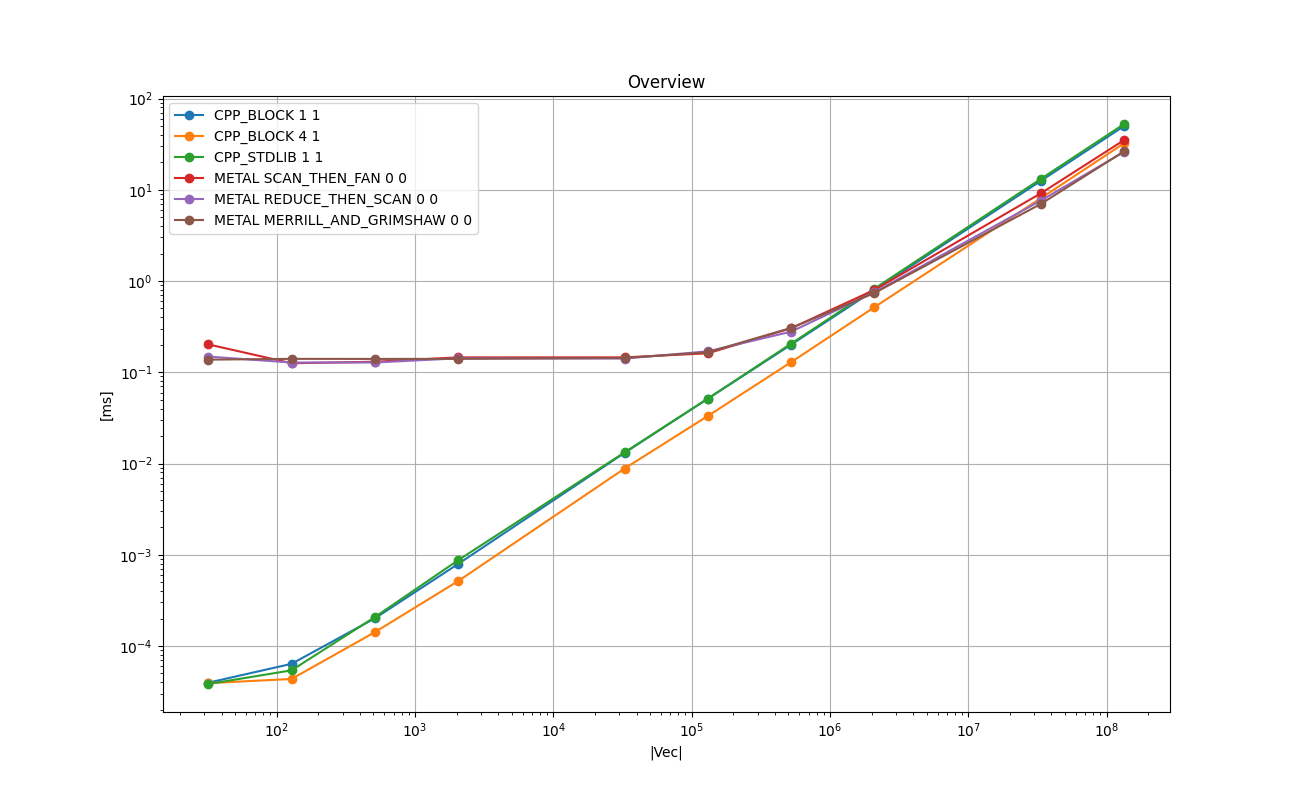 Overview
CPP_BLOCK 1 1
CPP_BLOCK 4 1
CPP_STDLIB 1 1
METAL SCAN_THEN_FAN 0 0
METAL REDUCE_THEN_SCAN 0 0
METAL MERRILL_AND_GRIMSHAW 0 0
10²
10¹
10⁰
10⁻¹
10⁻²
10⁻³
10⁻⁴
[ms]
10² 10³ 10⁴ 10⁵ 10⁶ 10⁷ 10⁸
|Vec|